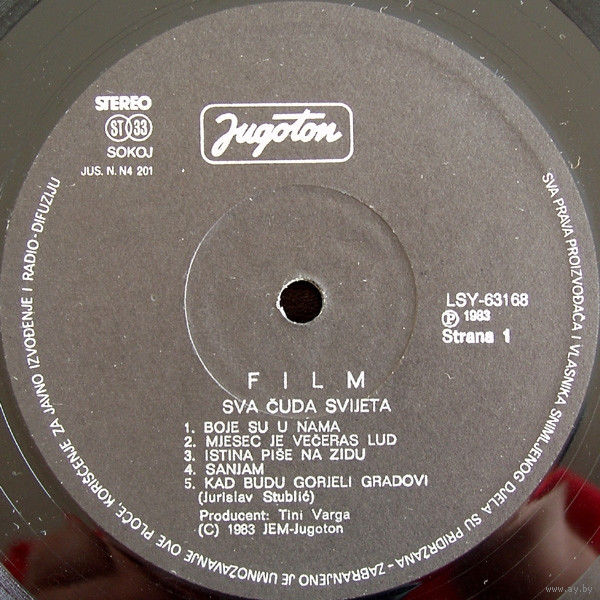 STEREO
ST 33
SOKOJ
JUS. N. N4 201
Jugoton
LSY-63168
Ⓟ 1983
Strana 1
FILM
SVA ČUDA SVIJETA
1. BOJE SU U NAMA
2. MJESEC JE VEČERAS LUD
3. ISTINA PIŠE NA ZIDU
4. SANJAM
5. KAD BUDU GORJELI GRADOVI
(Jurislav Stublić)
Producent: Tini Varga
(C) 1983 JEM-Jugoton
SVA PRAVA PROIZVOĐAČA I VLASNIKA SNIMLJENOG DJELA SU PRIDRŽANA - ZABRANJENO JE UMNOŽAVANJE OVE PLOČE, KORIŠĆENJE ZA JAVNO IZVOĐENJE I RADIO-DIFUZIJU
www.ay.by